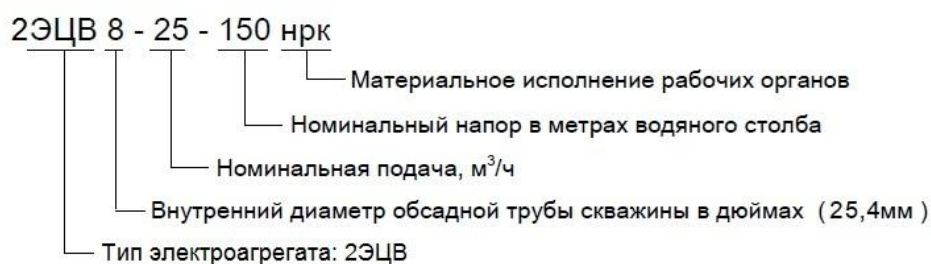 2ЭЦВ 8 - 25 - 150 нрк
Материальное исполнение рабочих органов
Номинальный напор в метрах водяного столба
Номинальная подача, м³/ч
Внутренний диаметр обсадной трубы скважины в дюймах (25,4мм )
Тип электроагрегата: 2ЭЦВ